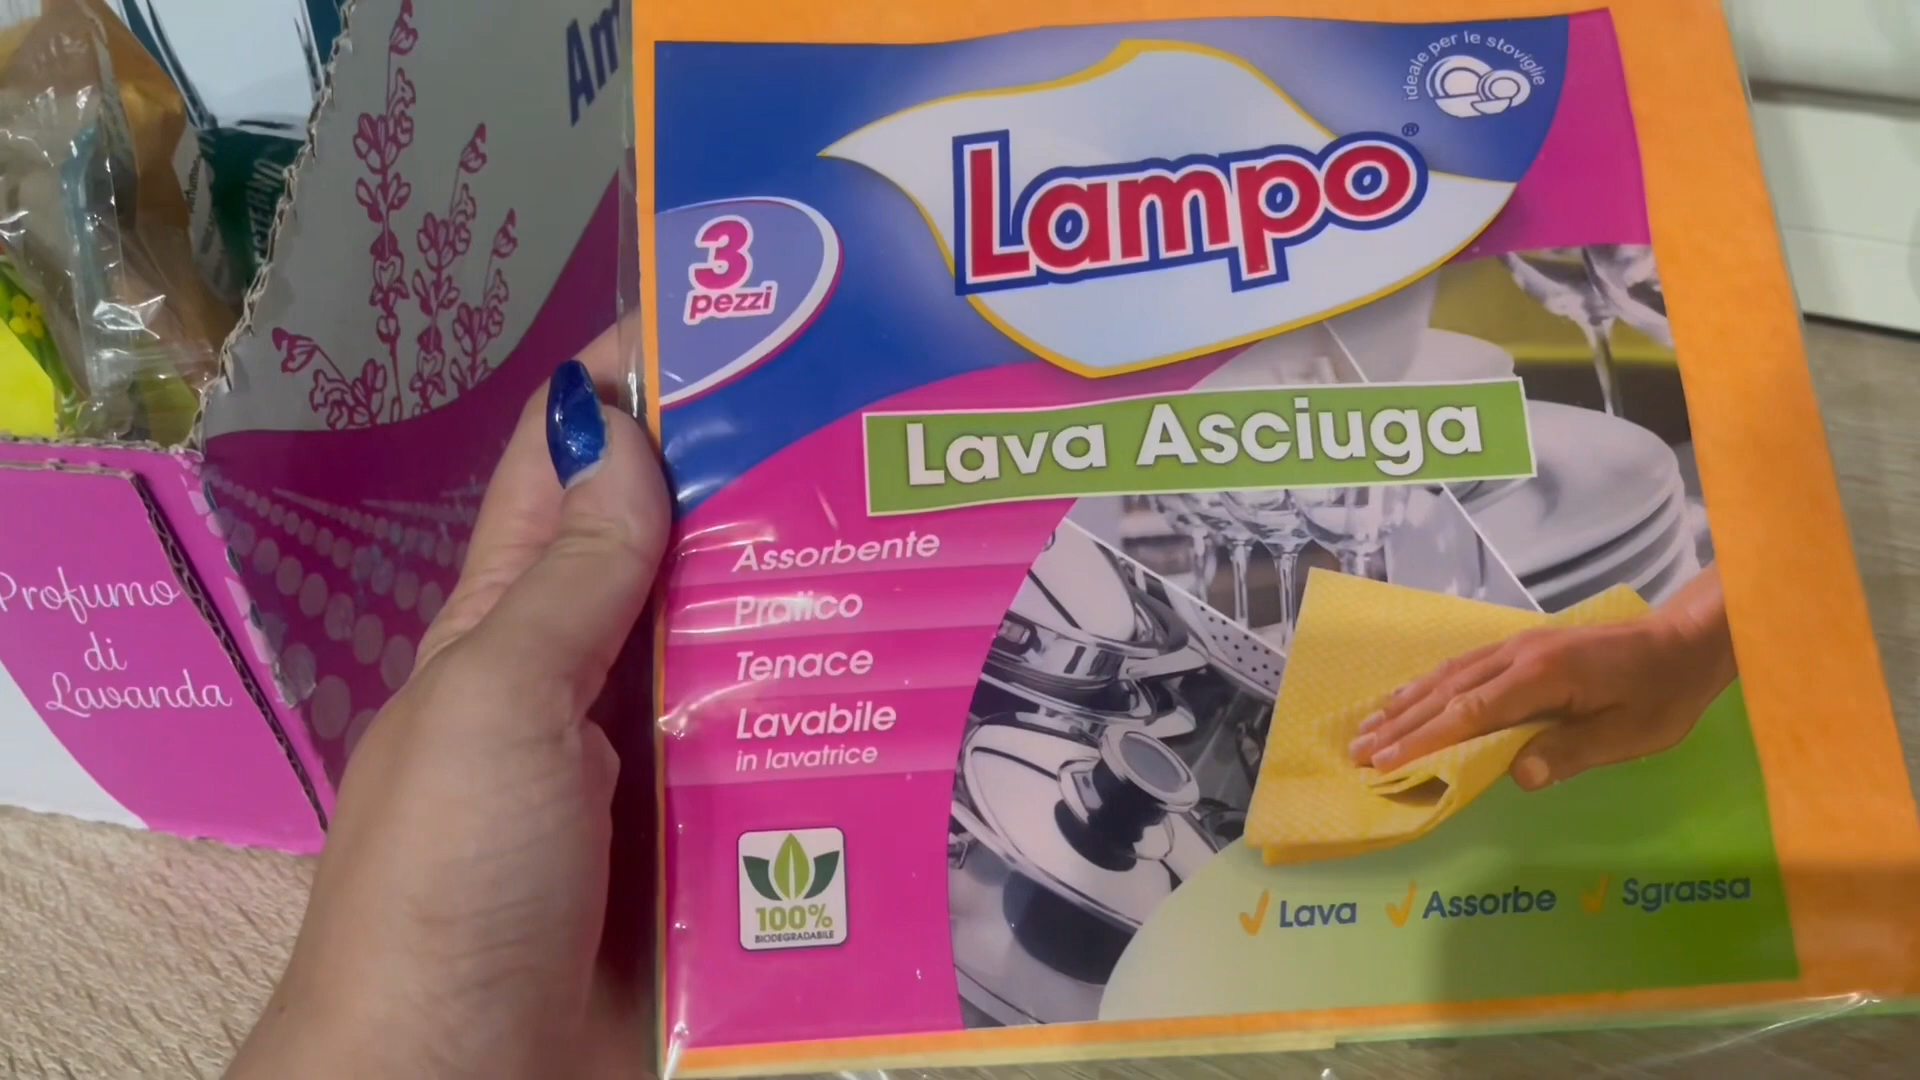 Am
Profumo
di
Lavanda
ideale per le stoviglie
Lampo®
3
pezzi
Lava Asciuga
Assorbente
Pratico
Tenace
Lavabile
in lavatrice
100%
BIODEGRADABILE
Lava Assorbe Sgrassa